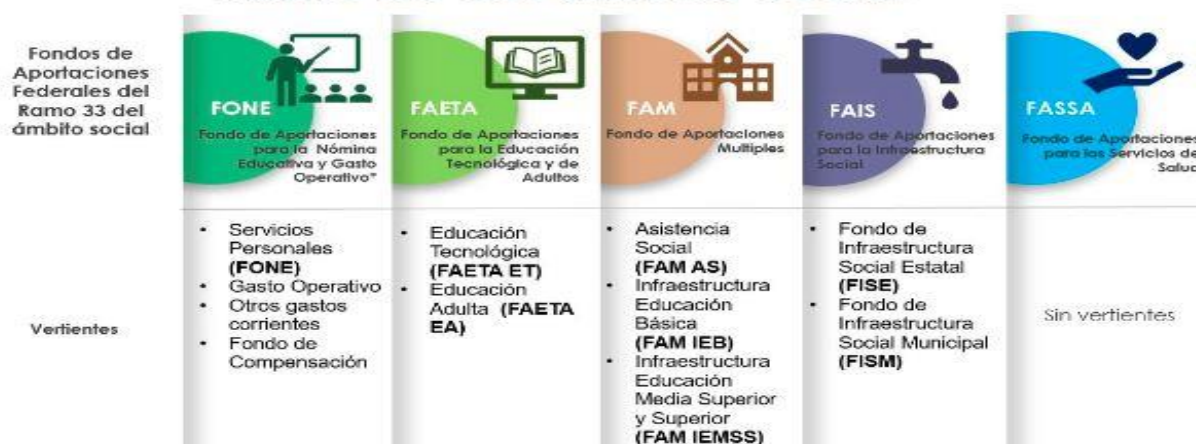 Fondos de
Aportaciones
Federales del
Ramo 33 del
ámbito social
FONE
Fondo de Aportaciones
para la Nómina
Educativa y Gasto
Operativo*
FAETA
Fondo de Aportaciones
para la Educación
Tecnológica y de
Adultos
FAM
Fondo de Aportaciones
Multiples
FAIS
Fondo de Aportaciones
para la Infraestructura
Social
FASSA
Fondo de Aportaciones
para los Servicios de
Salud
Vertientes
• Servicios
Personales
(FONE)
• Gasto Operativo
• Otros gastos
corrientes
• Fondo de
Compensación
• Educación
Tecnológica
(FAETA ET)
• Educación
Adulta (FAETA
EA)
• Asistencia
Social
(FAM AS)
• Infraestructura
Educación
Básica
(FAM IEB)
• Infraestructura
Educación
Media Superior
y Superior
(FAM IEMSS)
• Fondo de
Infraestructura
Social Estatal
(FISE)
• Fondo de
Infraestructura
Social Municipal
(FISM)
Sin vertientes